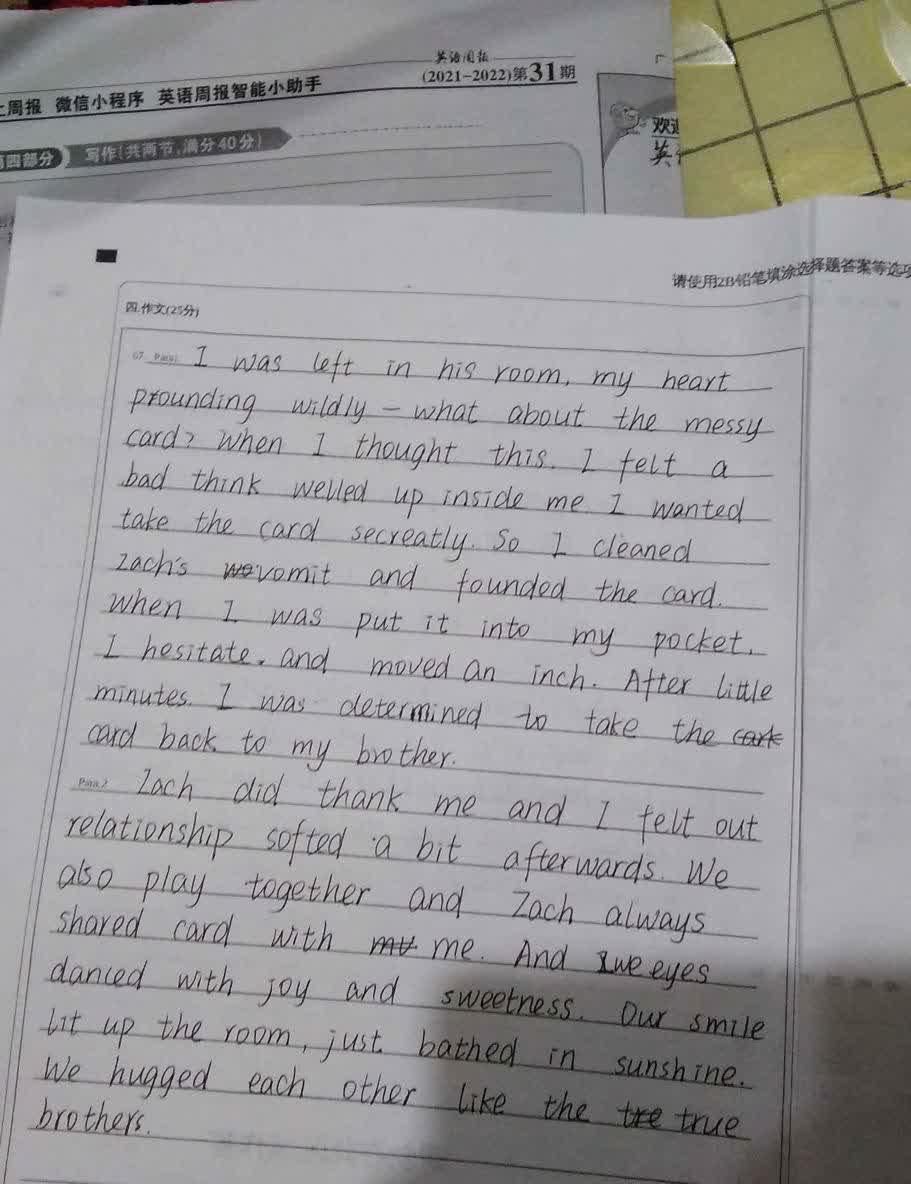 英语周报
(2021-2022)第31期
上周报 微信小程序 英语周报智能小助手
第四部分 写作(共两节,满分40分)
欢迎
英
请使用2B铅笔填涂选择题答案等选项
四.作文(25分)
67. Para1 I was left in his room, my heart
prounding wildly - what about the messy
card? When I thought this. I felt a
bad think welled up inside me. I wanted
take the card secreatly. So I cleaned
Zach's vomit and founded the card.
When I was put it into my pocket,
I hesitate. and moved an inch. After little
minutes. I was determined to take the cark
card back to my brother.
Para2 Zach did thank me and I felt out
relationship softed a bit afterwards. We
also play together and Zach always
shared card with me. And we eyes
danced with joy and sweetness. Our smile
lit up the room, just bathed in sunshine.
We hugged each other like the tre true
brothers.